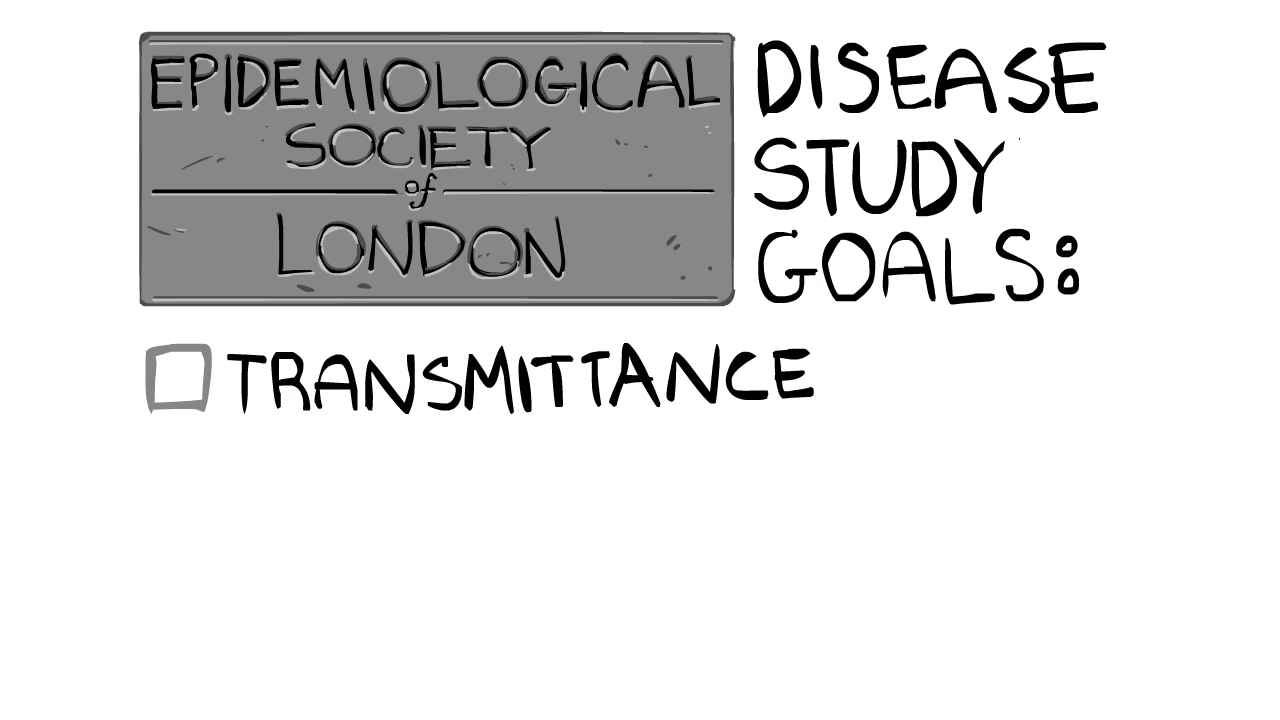 EPIDEMIOLOGICAL
SOCIETY
of
LONDON
DISEASE
STUDY
GOALS:
TRANSMITTANCE